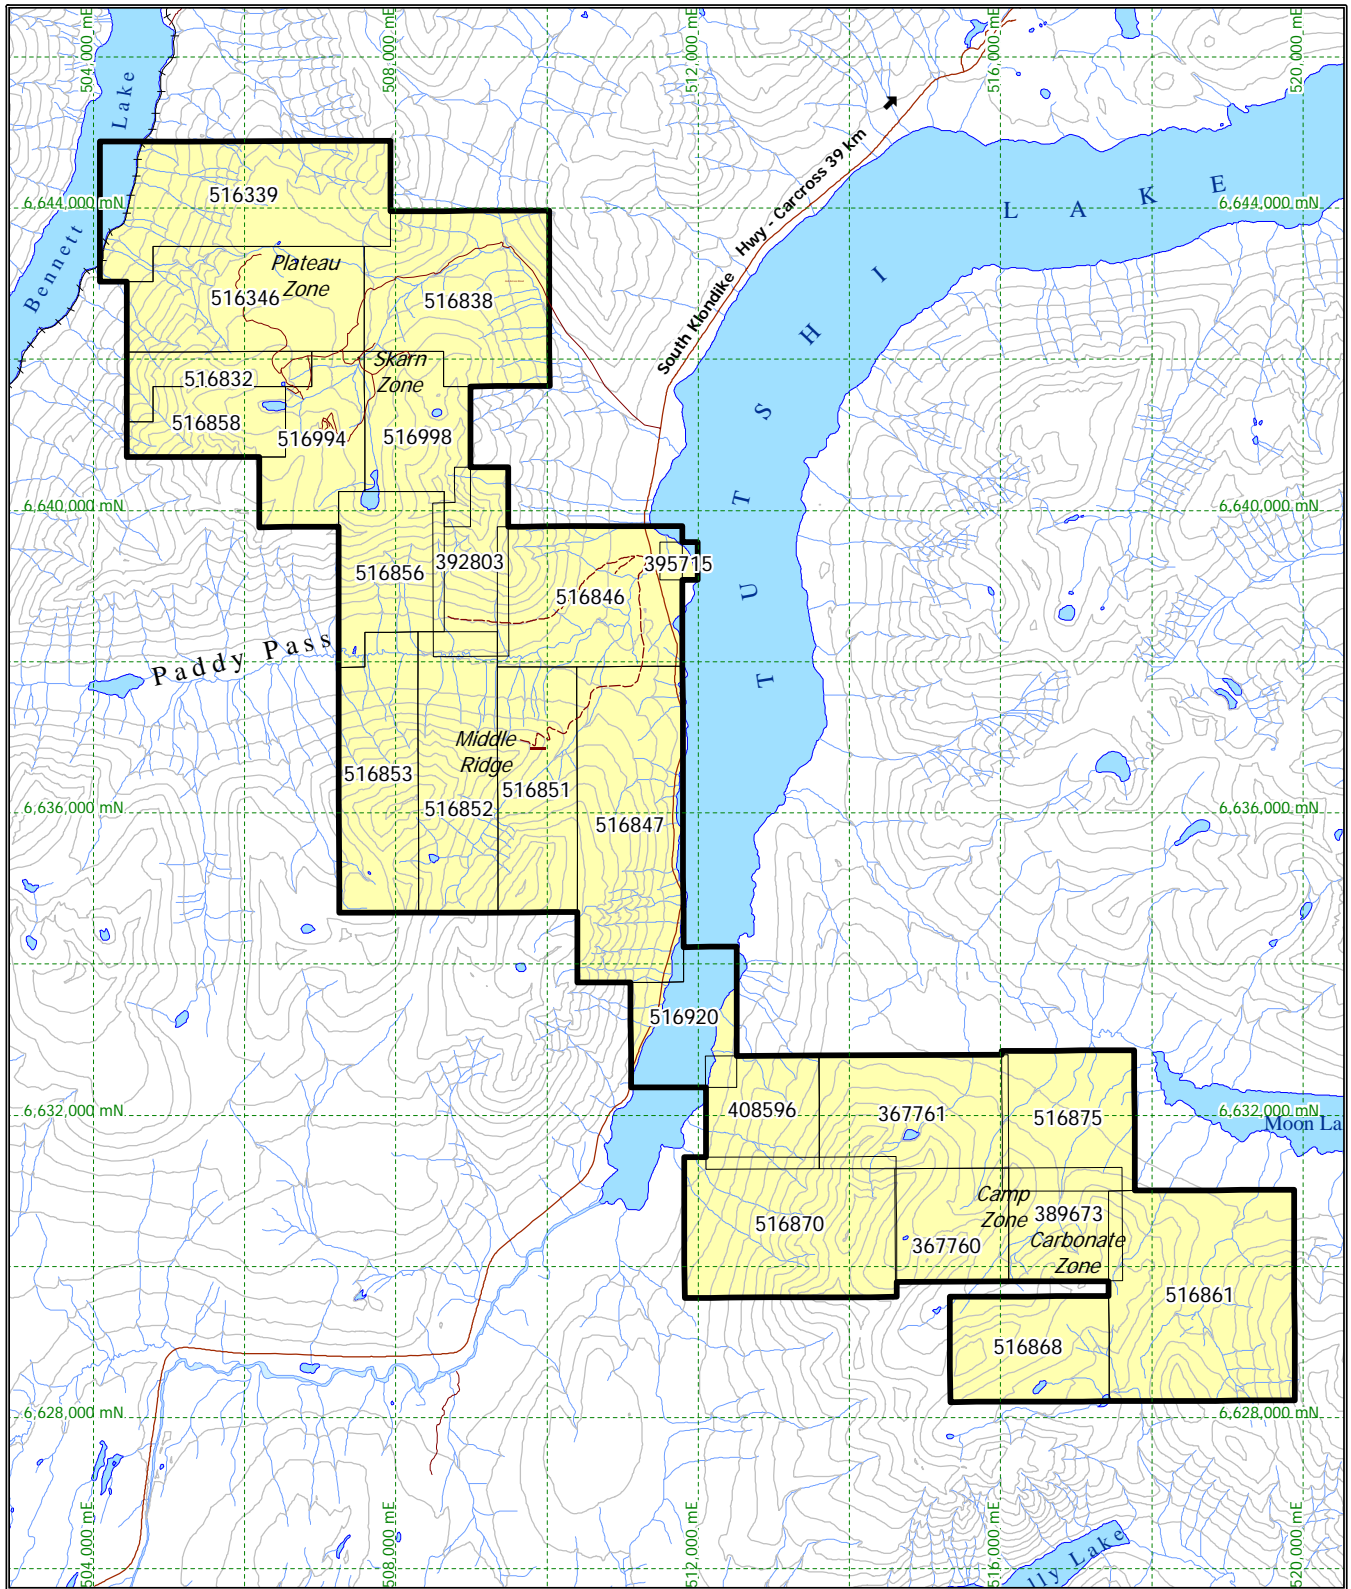 504,000 mE
508,000 mE
512,000 mE
516,000 mE
520,000 mE
Bennett Lake
South Klondike Hwy - Carcross 39 km
TUTSHI LAKE
6,644,000 mN
6,644,000 mN
516339
Plateau
Zone
516346
516838
Skarn
Zone
516832
516858
516994
516998
6,640,000 mN
6,640,000 mN
516856
392803
395715
516846
Paddy Pass
Middle
Ridge
516853
516851
516852
516847
6,636,000 mN
6,636,000 mN
516920
408596
367761
516875
6,632,000 mN
6,632,000 mN
Moon La
Camp
Zone
389673
516870
367760
Carbonate
Zone
516861
516868
6,628,000 mN
6,628,000 mN
504,000 mE
508,000 mE
512,000 mE
516,000 mE
520,000 mE
lly Lake